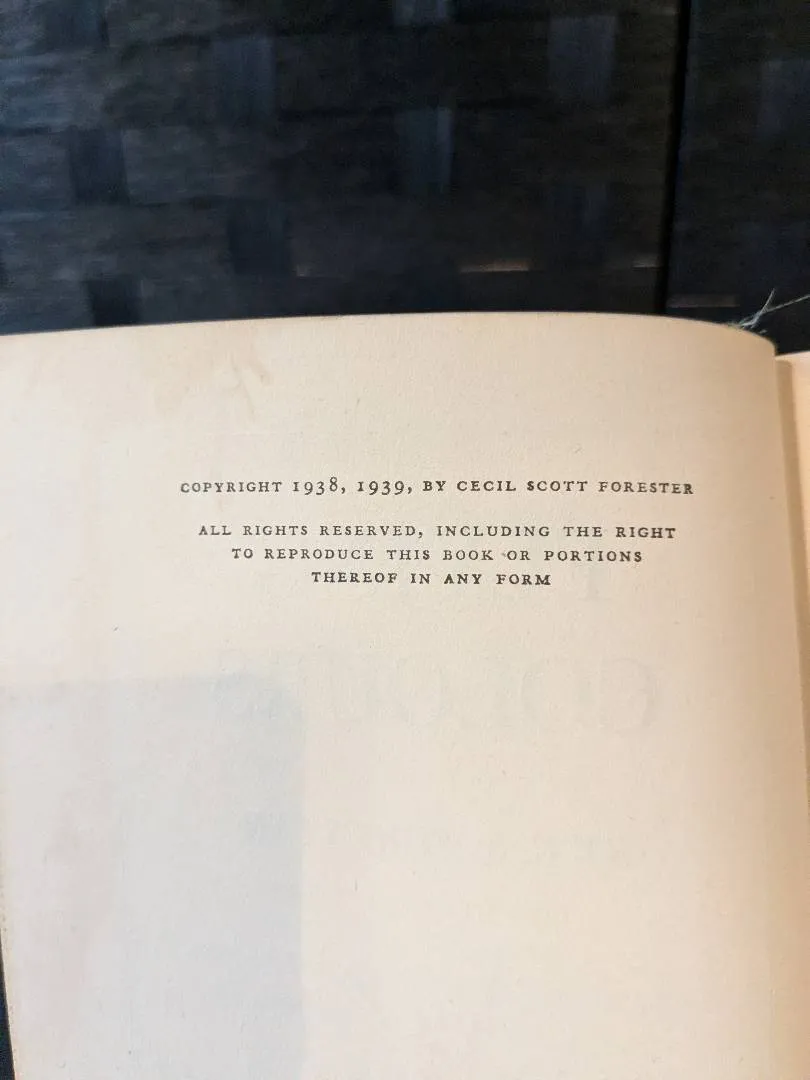 COPYRIGHT 1938, 1939, BY CECIL SCOTT FORESTER
ALL RIGHTS RESERVED, INCLUDING THE RIGHT
TO REPRODUCE THIS BOOK OR PORTIONS
THEREOF IN ANY FORM